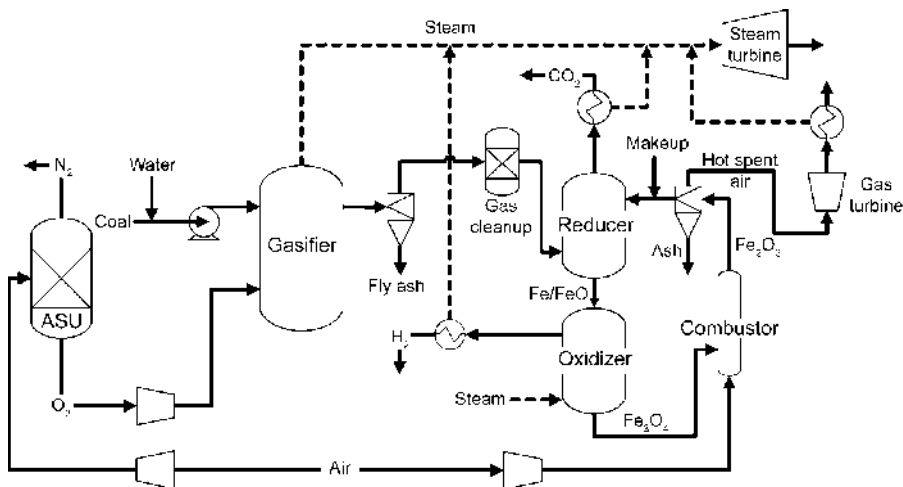 Steam
Steam
turbine
CO₂
N₂
Water
Makeup
Hot spent
air
Coal
Gas
cleanup
Gas
turbine
Gasifier
Reducer
Ash
Fe₂O₃
Fly ash
Fe/FeO
ASU
Combustor
H₂
Oxidizer
O₂
Steam
Fe₃O₄
Air